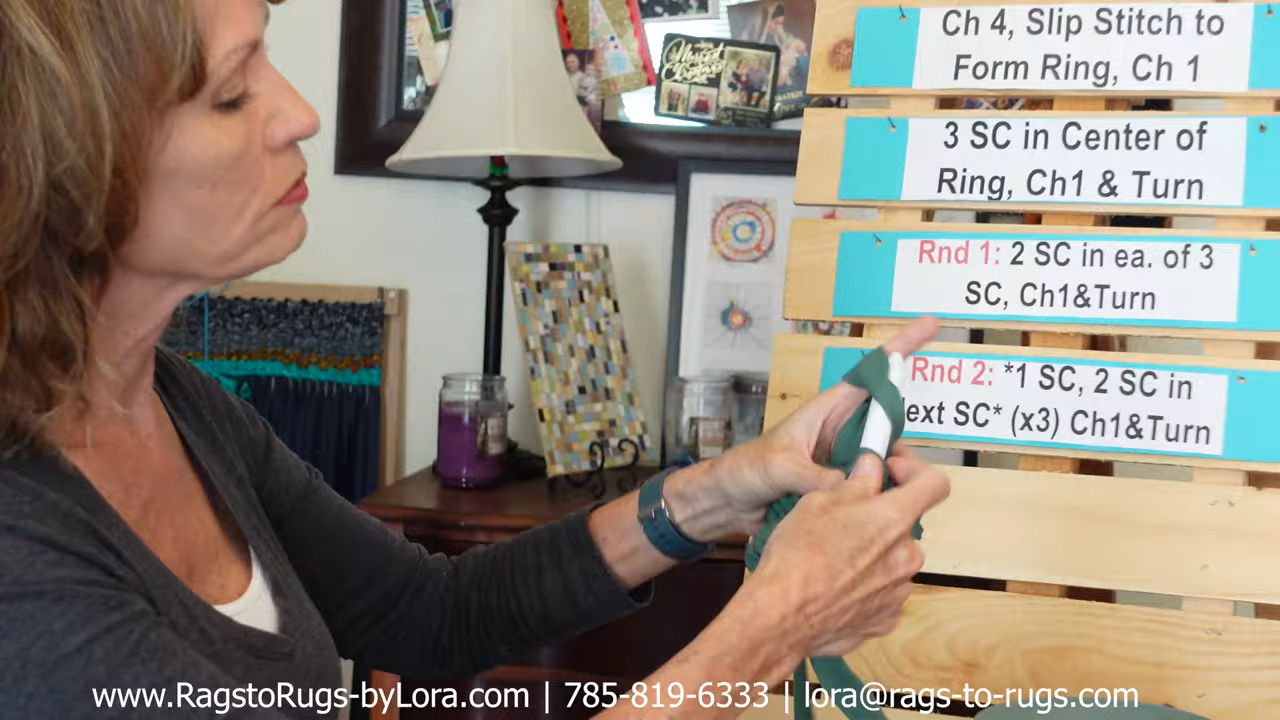 Ch 4, Slip Stitch to
Form Ring, Ch 1
3 SC in Center of
Ring, Ch1 & Turn
Rnd 1: 2 SC in ea. of 3
SC, Ch1&Turn
Rnd 2: *1 SC, 2 SC in
ext SC* (x3) Ch1&Turn
www.RagstoRugs-byLora.com | 785-819-6333 | lora@rags-to-rugs.com